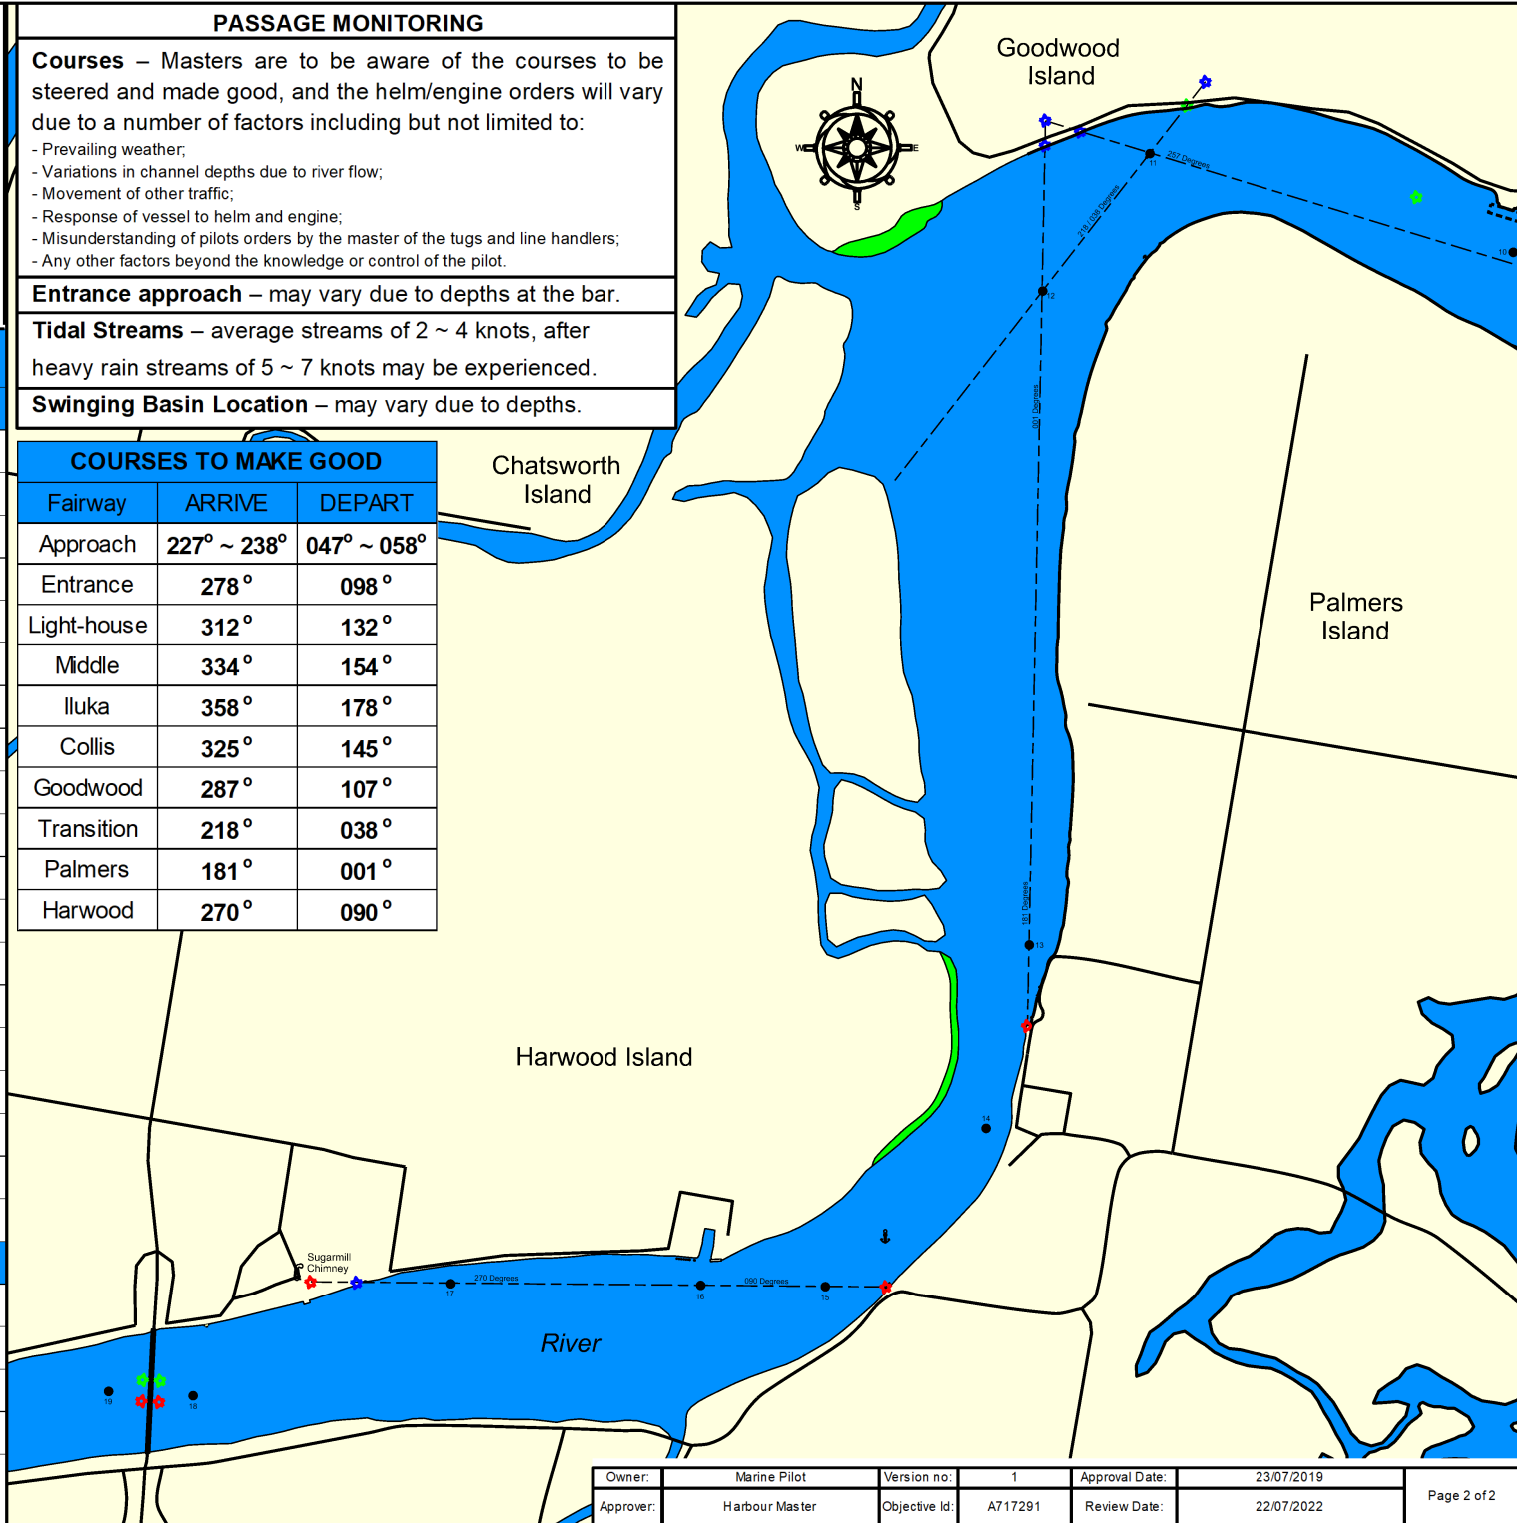 PASSAGE MONITORING
Courses – Masters are to be aware of the courses to be
steered and made good, and the helm/engine orders will vary
due to a number of factors including but not limited to:
- Prevailing weather;
- Variations in channel depths due to river flow;
- Movement of other traffic;
- Response of vessel to helm and engine;
- Misunderstanding of pilots orders by the master of the tugs and line handlers;
- Any other factors beyond the knowledge or control of the pilot.
Entrance approach – may vary due to depths at the bar.
Tidal Streams – average streams of 2 ~ 4 knots, after
heavy rain streams of 5 ~ 7 knots may be experienced.
Swinging Basin Location – may vary due to depths.
COURSES TO MAKE GOOD
Fairway ARRIVE DEPART
Approach 227° ~ 238° 047° ~ 058°
Entrance 278° 098°
Light-house 312° 132°
Middle 334° 154°
Iluka 358° 178°
Collis 325° 145°
Goodwood 287° 107°
Transition 218° 038°
Palmers 181° 001°
Harwood 270° 090°
N
W
E
S
Goodwood
Island
287 Degrees
11
10
218 / 038 Degrees
12
001 Degrees
Chatsworth
Island
Palmers
Island
181 Degrees
13
Harwood Island
14
Sugarmill
Chimney
270 Degrees
090 Degrees
17
16
15
River
19
18
Owner: Marine Pilot Version no: 1 Approval Date: 23/07/2019
Approver: Harbour Master Objective Id: A717291 Review Date: 22/07/2022
Page 2 of 2